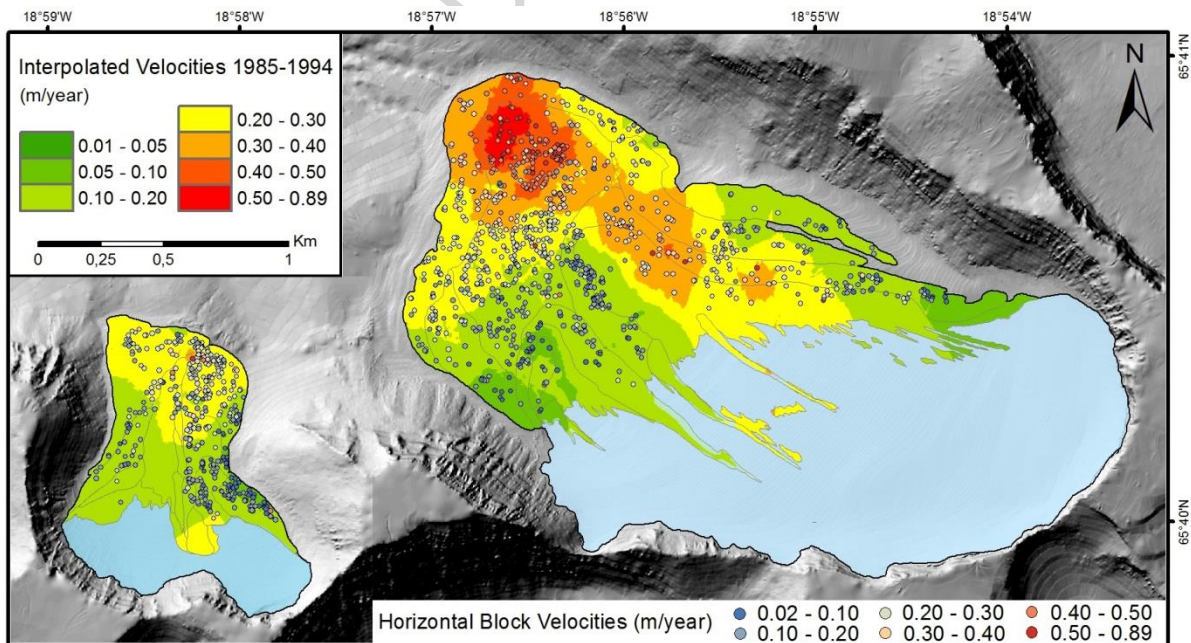 18°59'W 18°58'W 18°57'W 18°56'W 18°55'W 18°54'W
65°41'N
N
Interpolated Velocities 1985-1994
(m/year)
0.20 - 0.30
0.01 - 0.05 0.30 - 0.40
0.05 - 0.10 0.40 - 0.50
0.10 - 0.20 0.50 - 0.89
Km
0 0,25 0,5 1
65°40'N
Horizontal Block Velocities (m/year) 0.02 - 0.10 0.20 - 0.30 0.40 - 0.50
0.10 - 0.20 0.30 - 0.40 0.50 - 0.89